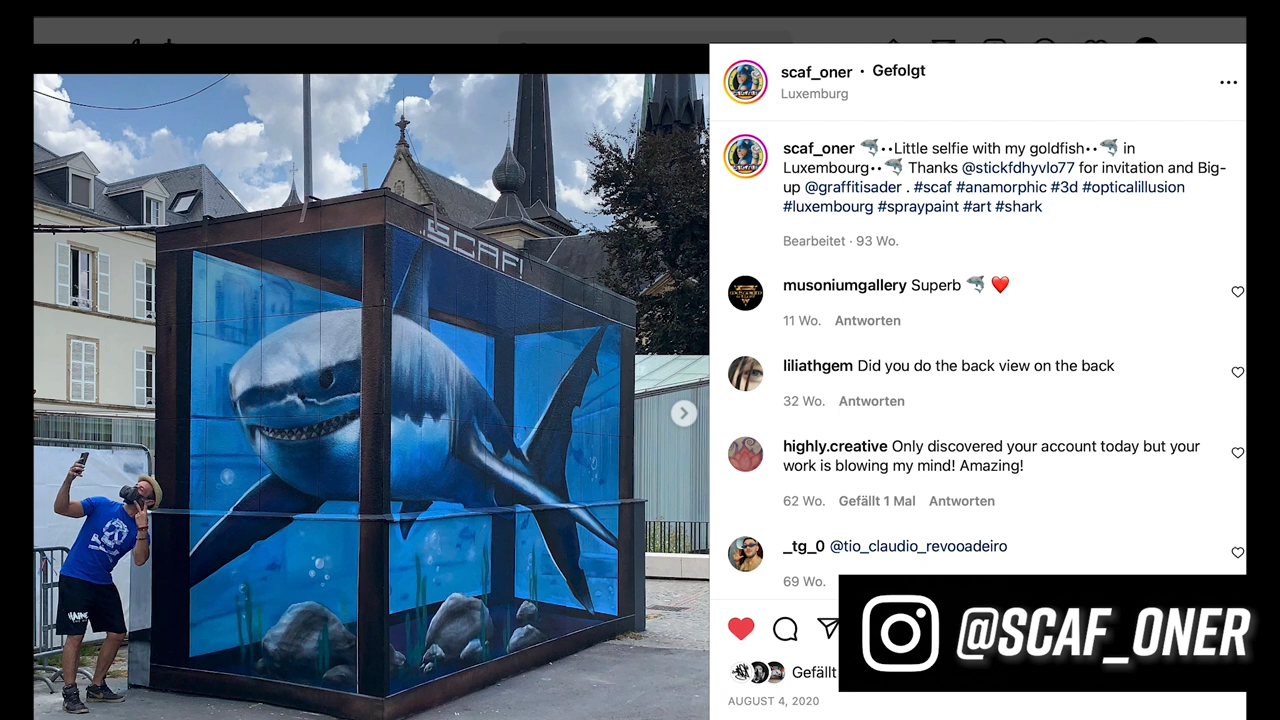 SCAF!
scaf_oner • Gefolgt
Luxemburg
scaf_oner 🦈••Little selfie with my goldfish••🦈 in
Luxembourg••🦈 Thanks @stickfdhyvlo77 for invitation and Big-
up @graffitisader . #scaf #anamorphic #3d #opticalillusion
#luxembourg #spraypaint #art #shark
Bearbeitet · 93 Wo.
musoniumgallery Superb 🦈 ❤️
11 Wo. Antworten
liliathgem Did you do the back view on the back
32 Wo. Antworten
highly.creative Only discovered your account today but your
work is blowing my mind! Amazing!
62 Wo. Gefällt 1 Mal Antworten
_tg_0 @tio_claudio_revooadeiro
69 Wo.
Gefällt
AUGUST 4, 2020
@SCAF_ONER